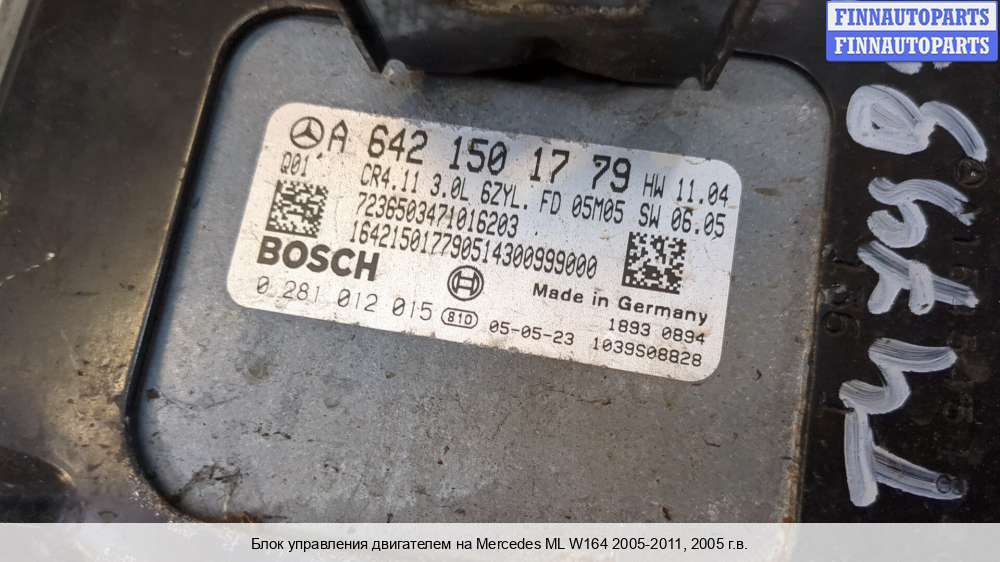 FINNAUTOPARTS
FINNAUTOPARTS
A 642 150 17 79 HW 11.04
Q01 CR4.11 3.0L 6ZYL. FD 05M05 SW 06.05
7236503471016203
164215017790514300999000
BOSCH
0 281 012 015 810 05-05-23
Made in Germany
1893 0894
1039S08828
Блок управления двигателем на Mercedes ML W164 2005-2011, 2005 г.в.